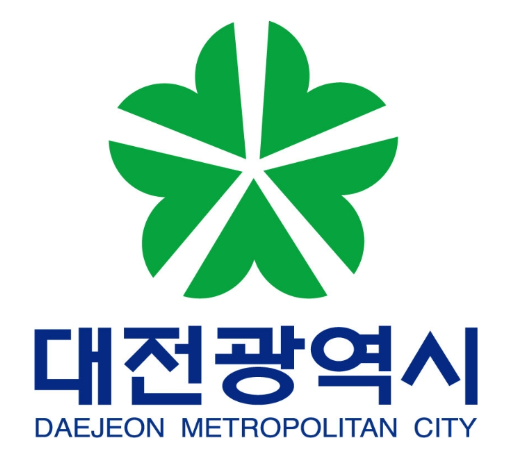 대전광역시
DAEJEON METROPOLITAN CITY